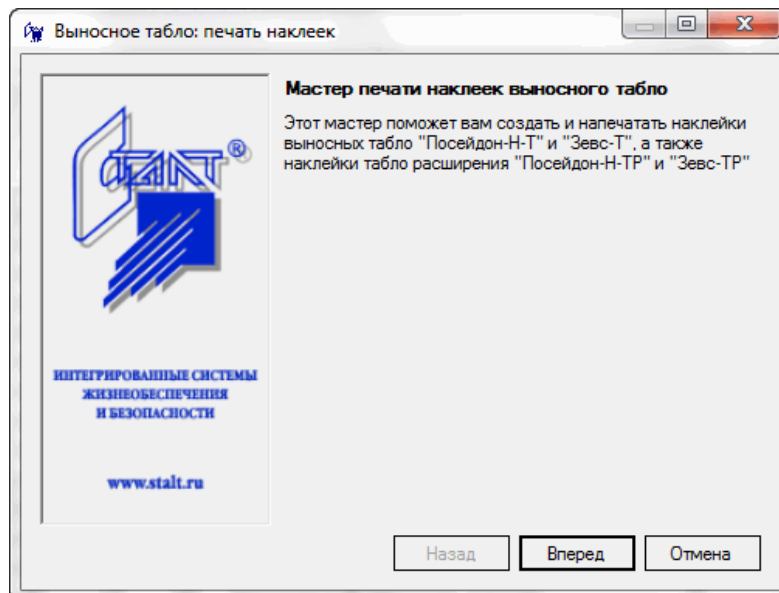 Выносное табло: печать наклеек
Мастер печати наклеек выносного табло
Этот мастер поможет вам создать и напечатать наклейки
выносных табло "Посейдон-Н-Т" и "Зевс-Т", а также
наклейки табло расширения "Посейдон-Н-ТР" и "Зевс-ТР"
СТАЛТ®
ИНТЕГРИРОВАННЫЕ СИСТЕМЫ
ЖИЗНЕОБЕСПЕЧЕНИЯ
И БЕЗОПАСНОСТИ
www.stalt.ru
Назад
Вперед
Отмена